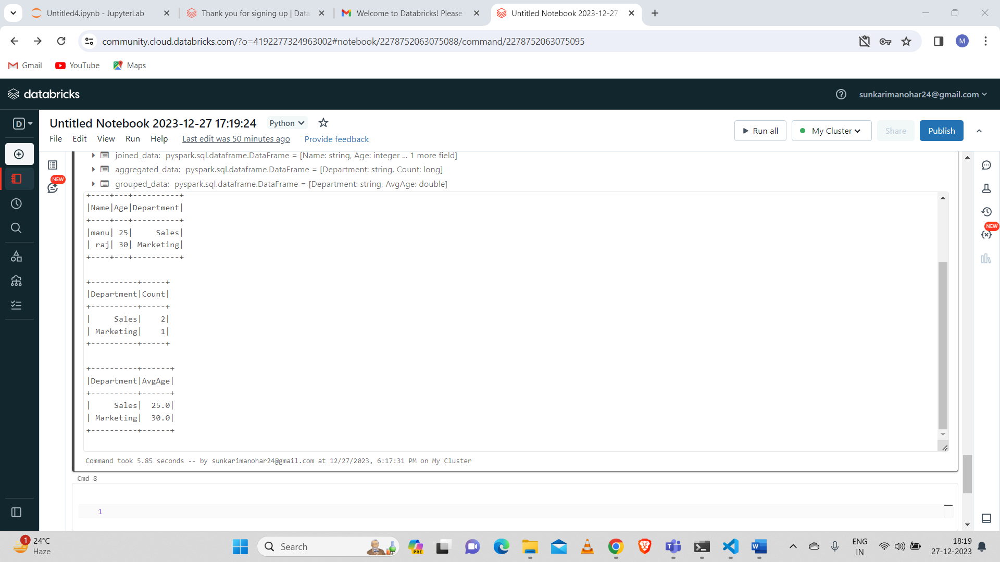 Untitled4.ipynb - JupyterLab
Thank you for signing up | Data
Welcome to Databricks! Please
Untitled Notebook 2023-12-27
community.cloud.databricks.com/?o=4192277324963002#notebook/2278752063075088/command/2278752063075095
M
Gmail
YouTube
Maps
databricks
sunkarimanohar24@gmail.com
D
Untitled Notebook 2023-12-27 17:19:24
Python
File
Edit
View
Run
Help
Last edit was 50 minutes ago
Provide feedback
Run all
My Cluster
Share
Publish
NEW
NEW
joined_data: pyspark.sql.dataframe.DataFrame = [Name: string, Age: integer ... 1 more field]
aggregated_data: pyspark.sql.dataframe.DataFrame = [Department: string, Count: long]
grouped_data: pyspark.sql.dataframe.DataFrame = [Department: string, AvgAge: double]
+----+---+----------+
|Name|Age|Department|
+----+---+----------+
|manu| 25|     Sales|
| raj| 30| Marketing|
+----+---+----------+
+----------+-----+
|Department|Count|
+----------+-----+
|     Sales|    2|
| Marketing|    1|
+----------+-----+
+----------+------+
|Department|AvgAge|
+----------+------+
|     Sales|  25.0|
| Marketing|  30.0|
+----------+------+
Command took 5.85 seconds -- by sunkarimanohar24@gmail.com at 12/27/2023, 6:17:31 PM on My Cluster
Cmd 8
1
1
24°C
Haze
Search
PRE
ENG
IN
18:19
27-12-2023